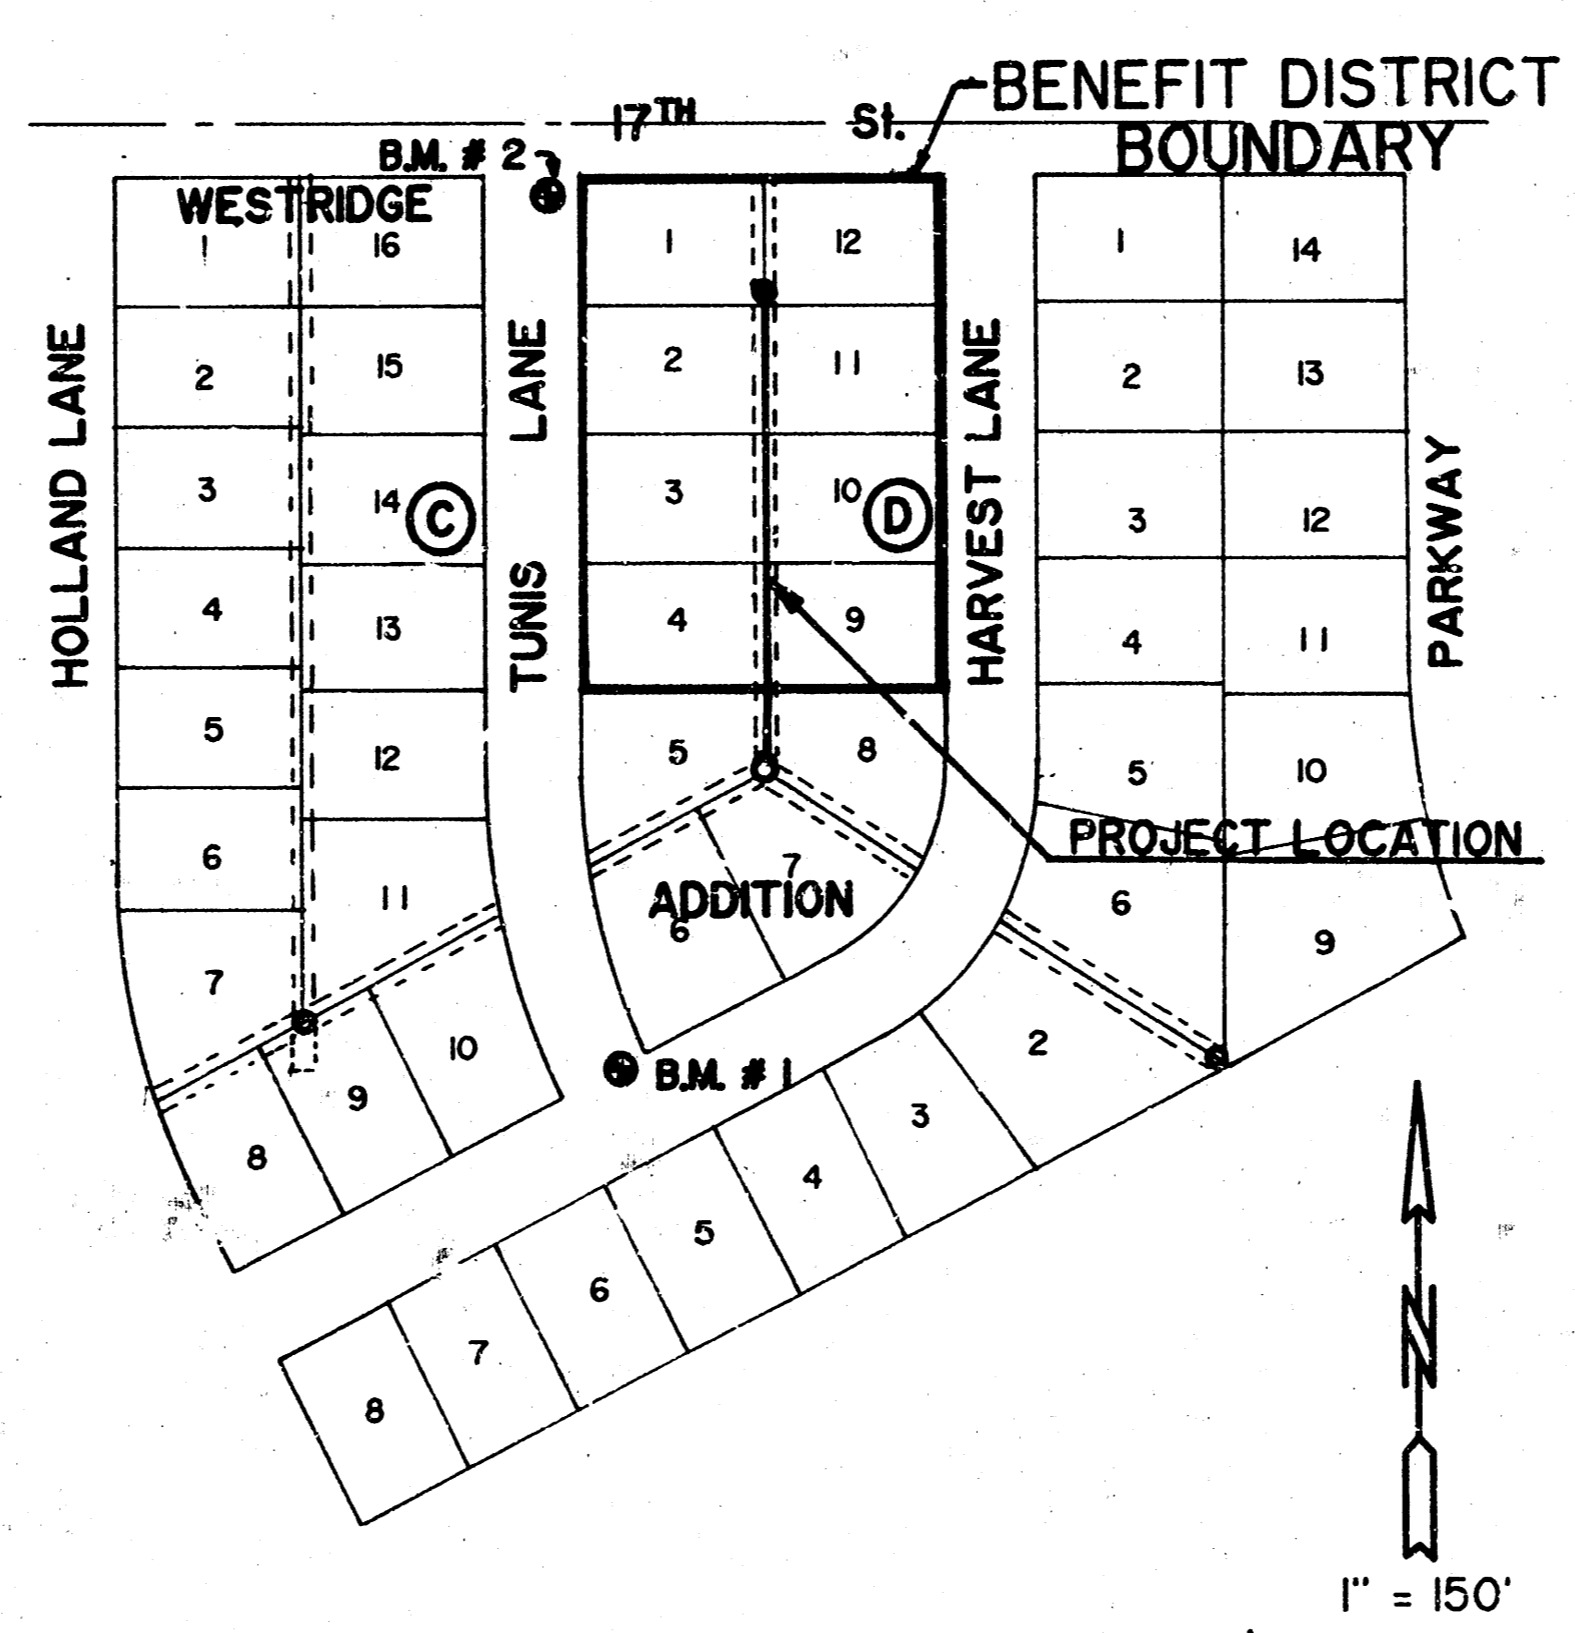 BENEFIT DISTRICT
BOUNDARY
17TH St.
B.M. # 2
WESTRIDGE
1 16 1 12 1 14
2 15 2 11 2 13
3 14 C 3 10 D 3 12
4 13 4 9 4 11
5 12 5 8 5 10
6 11 6 7 6 9
7
8 9 10
2
3
4
5
6
7
8
HOLLAND LANE
TUNIS LANE
HARVEST LANE
PARKWAY
PROJECT LOCATION
ADDITION
B.M. # 1
N
1" = 150'